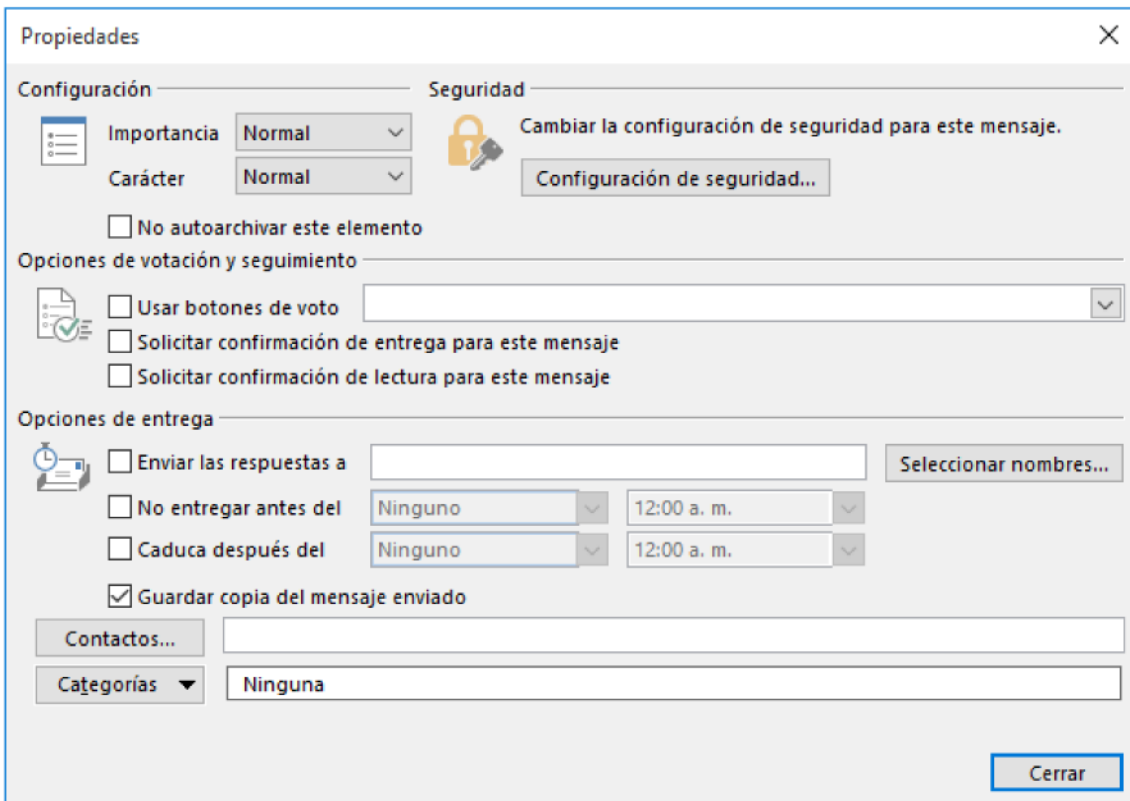 Propiedades
Configuración
Seguridad
Importancia Normal
Carácter Normal
Cambiar la configuración de seguridad para este mensaje.
Configuración de seguridad...
No autoarchivar este elemento
Opciones de votación y seguimiento
Usar botones de voto
Solicitar confirmación de entrega para este mensaje
Solicitar confirmación de lectura para este mensaje
Opciones de entrega
Enviar las respuestas a Seleccionar nombres...
No entregar antes del Ninguno 12:00 a. m.
Caduca después del Ninguno 12:00 a. m.
Guardar copia del mensaje enviado
Contactos...
Categorías Ninguna
Cerrar